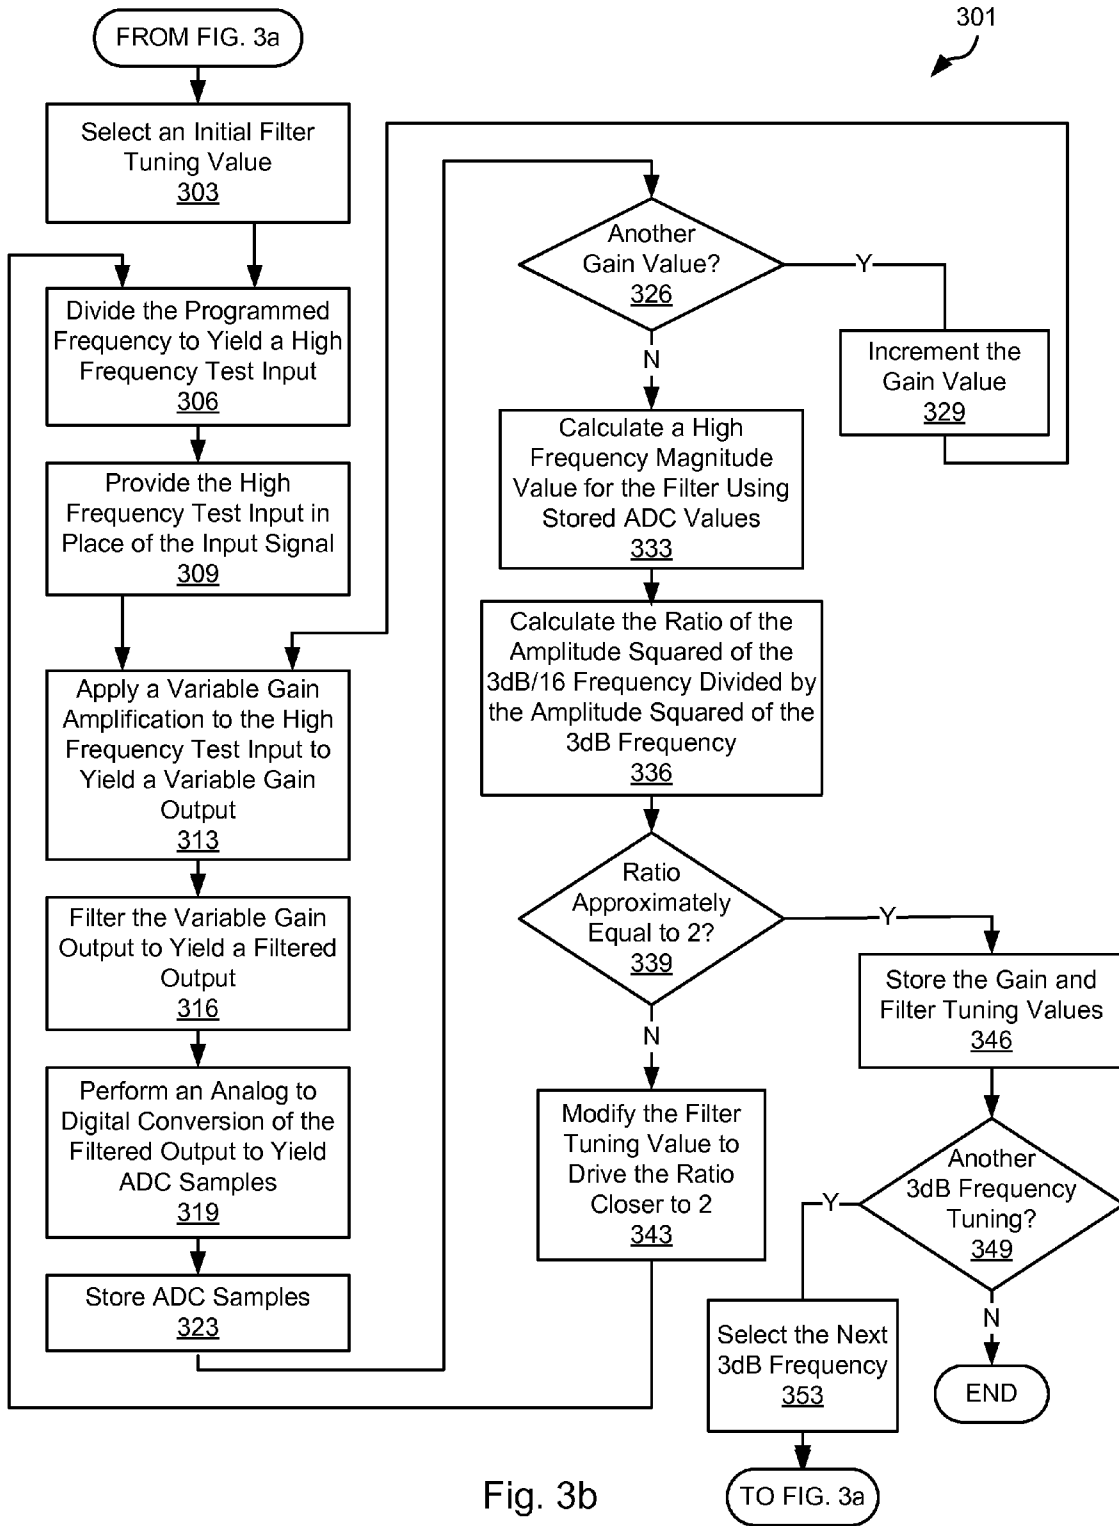 FROM FIG. 3a
301
Select an Initial Filter
Tuning Value
303
Divide the Programmed
Frequency to Yield a High
Frequency Test Input
306
Provide the High
Frequency Test Input in
Place of the Input Signal
309
Apply a Variable Gain
Amplification to the High
Frequency Test Input to
Yield a Variable Gain
Output
313
Filter the Variable Gain
Output to Yield a Filtered
Output
316
Perform an Analog to
Digital Conversion of the
Filtered Output to Yield
ADC Samples
319
Store ADC Samples
323
Another
Gain Value?
326
Y
N
Increment the
Gain Value
329
Calculate a High
Frequency Magnitude
Value for the Filter Using
Stored ADC Values
333
Calculate the Ratio of the
Amplitude Squared of the
3dB/16 Frequency Divided by
the Amplitude Squared of the
3dB Frequency
336
Ratio
Approximately
Equal to 2?
339
Y
N
Modify the Filter
Tuning Value to
Drive the Ratio
Closer to 2
343
Store the Gain and
Filter Tuning Values
346
Another
3dB Frequency
Tuning?
349
Y
N
Select the Next
3dB Frequency
353
END
TO FIG. 3a
Fig. 3b